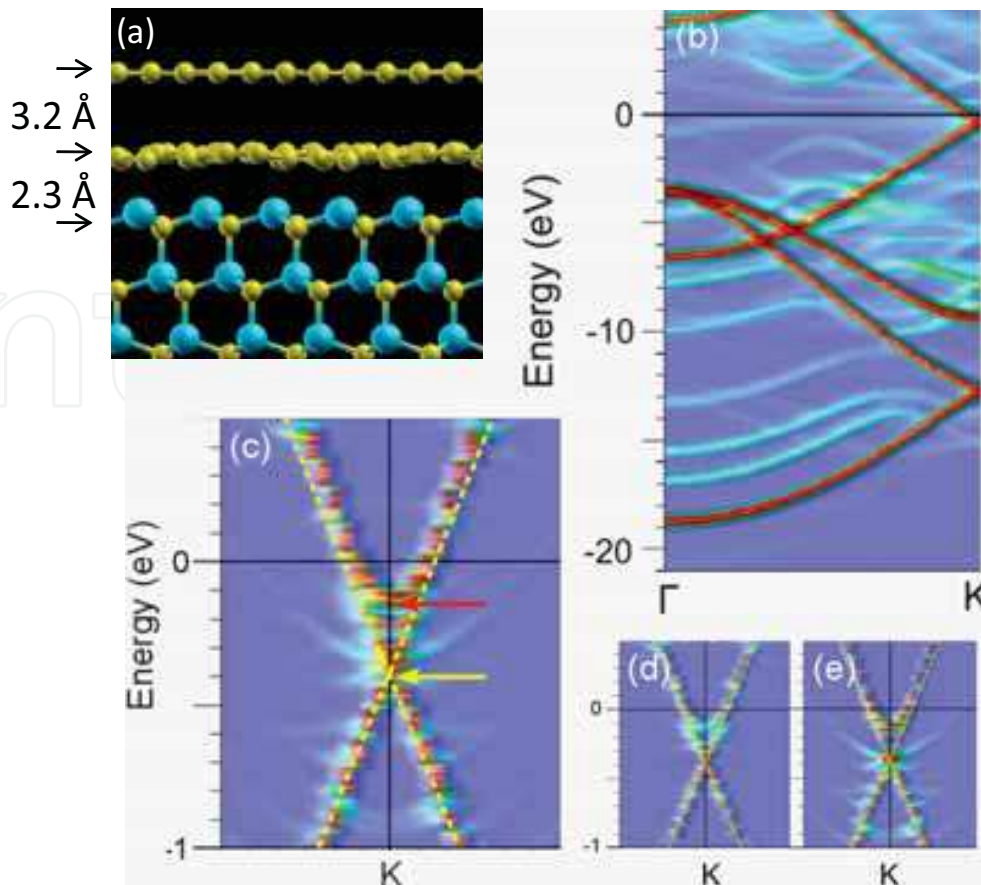 (a)
3.2 Å
2.3 Å
(b)
Energy (eV)
0
-10
-20
Γ
K
(c)
Energy (eV)
0
-1
K
(d)
0
-1
K
(e)
K